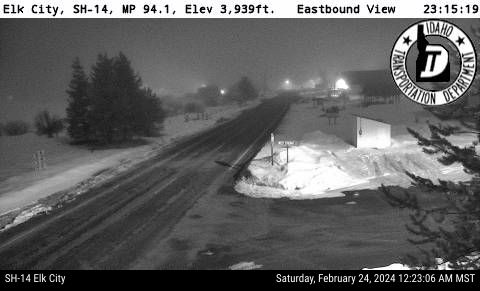 Elk City, SH-14, MP 94.1, Elev 3,939ft. Eastbound View 23:15:19
IDAHO
TRANSPORTATION DEPARTMENT
SH-14 Elk City Saturday, February 24, 2024 12:23:06 AM MST